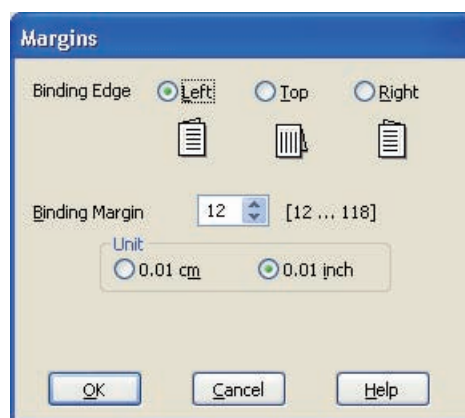 Margins
Binding Edge Left Top Right
Binding Margin 12 [12 ... 118]
Unit
0.01 cm 0.01 inch
OK Cancel Help